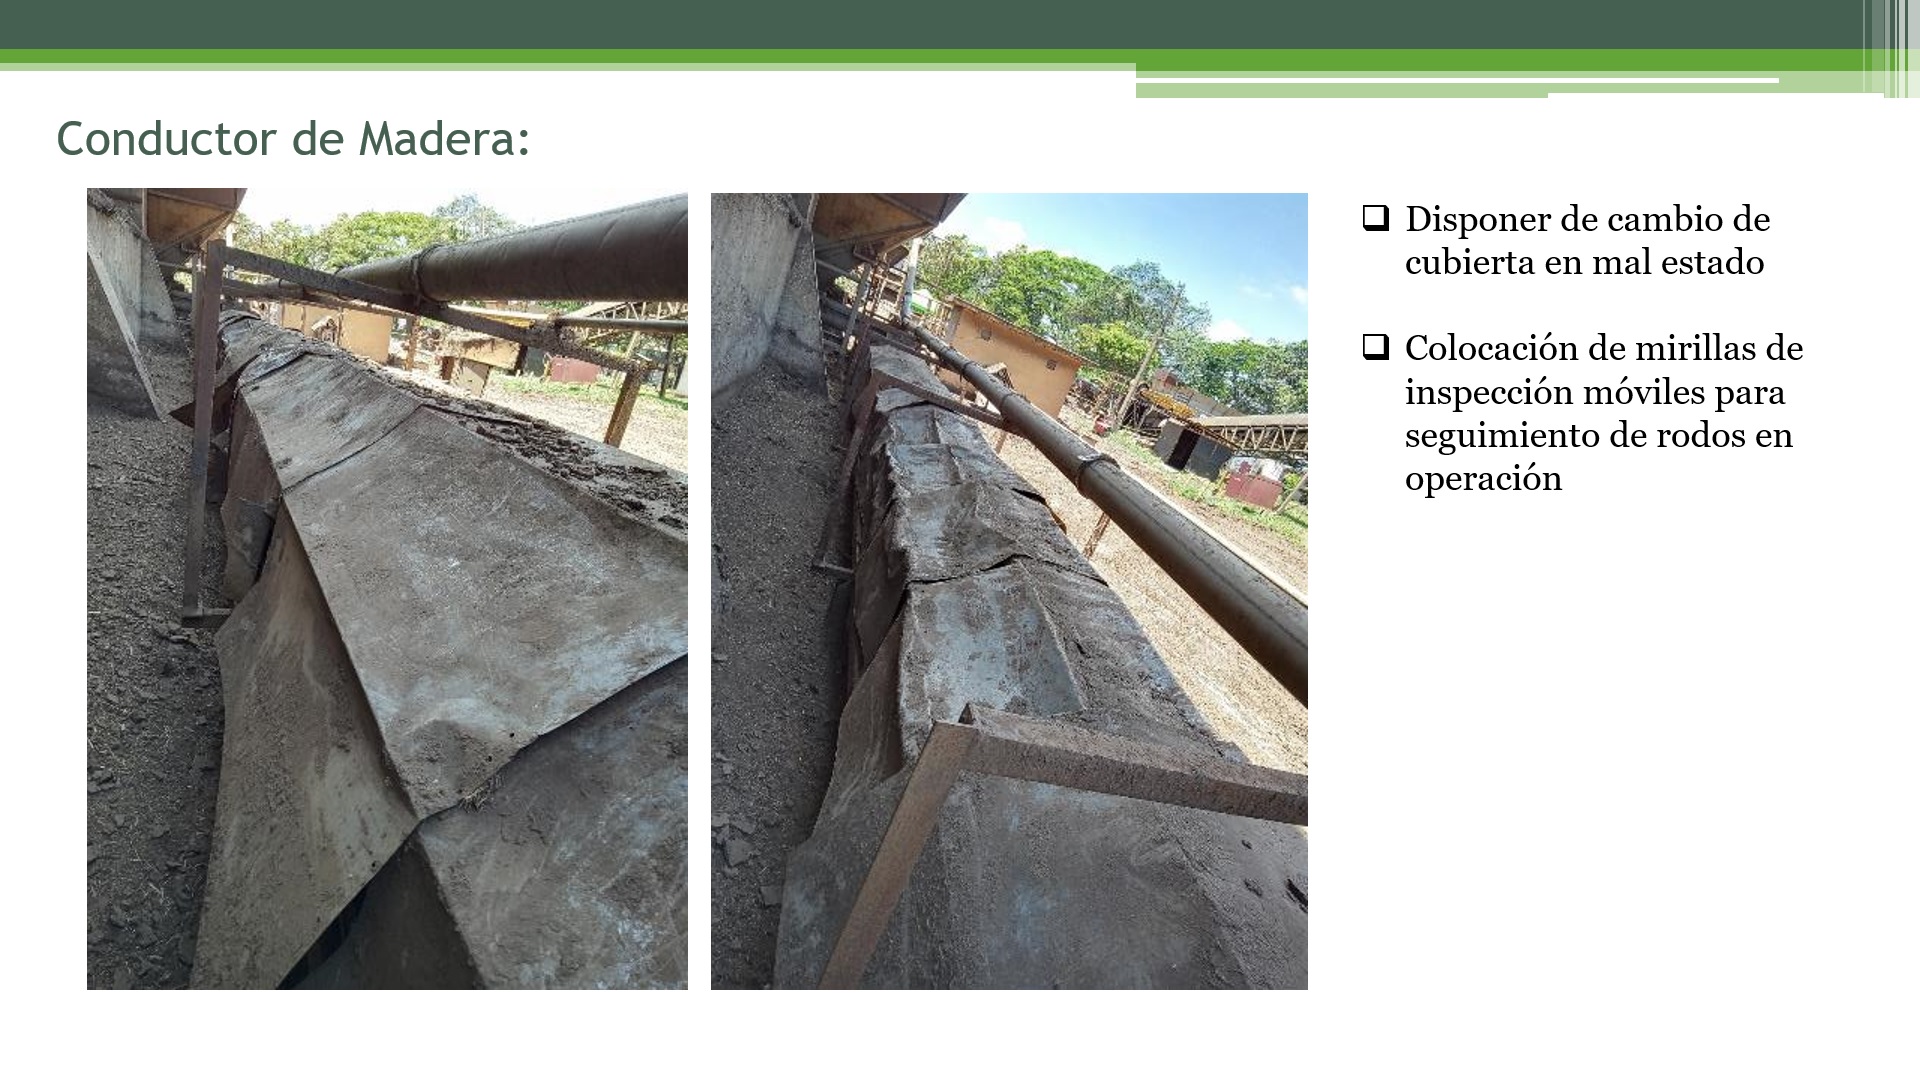 Conductor de Madera:
Disponer de cambio de
cubierta en mal estado
Colocación de mirillas de
inspección móviles para
seguimiento de rodos en
operación